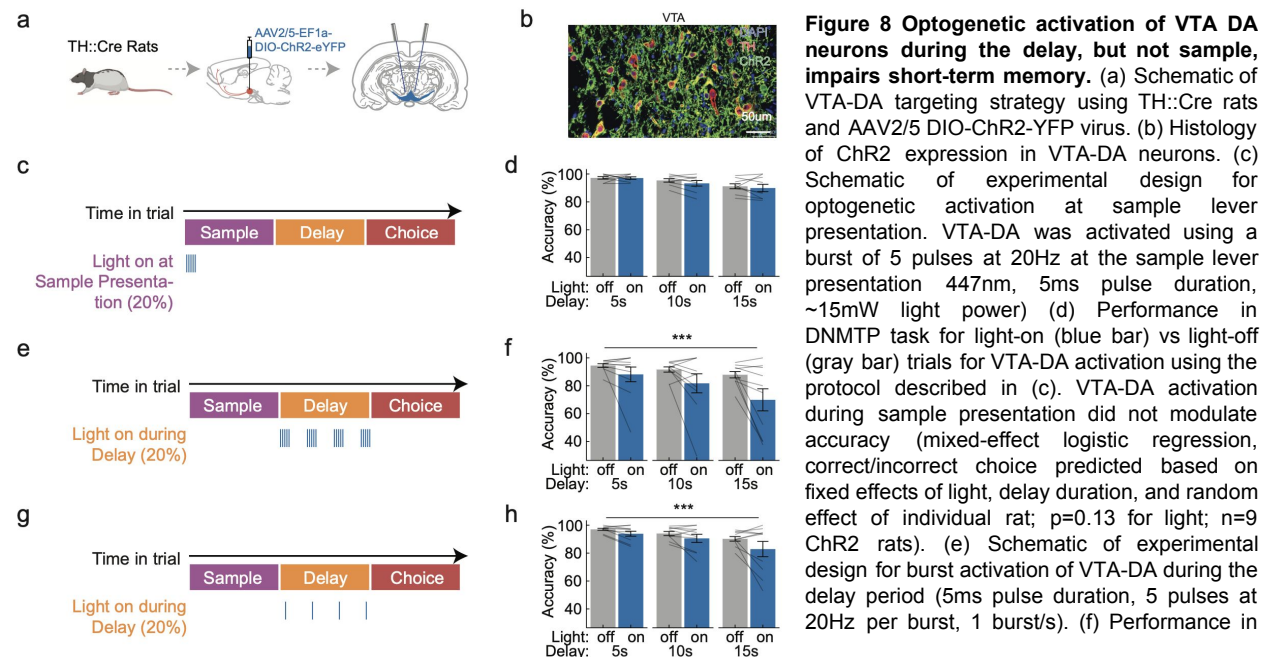 a
TH::Cre Rats
AAV2/5-EF1a-
DIO-ChR2-eYFP
b
VTA
DAPI
TH
ChR2
50um
c
Time in trial
Sample Delay Choice
Light on at
Sample Presenta-
tion (20%)
d
Accuracy (%)
100
80
60
40
Light: off on off on off on
Delay: 5s 10s 15s
e
Time in trial
Sample Delay Choice
Light on during
Delay (20%)
f
***
Accuracy (%)
100
80
60
40
Light: off on off on off on
Delay: 5s 10s 15s
g
Time in trial
Sample Delay Choice
Light on during
Delay (20%)
h
***
Accuracy (%)
100
80
60
40
Light: off on off on off on
Delay: 5s 10s 15s
Figure 8 Optogenetic activation of VTA DA
neurons during the delay, but not sample,
impairs short-term memory. (a) Schematic of
VTA-DA targeting strategy using TH::Cre rats
and AAV2/5 DIO-ChR2-YFP virus. (b) Histology
of ChR2 expression in VTA-DA neurons. (c)
Schematic of experimental design for
optogenetic activation at sample lever
presentation. VTA-DA was activated using a
burst of 5 pulses at 20Hz at the sample lever
presentation 447nm, 5ms pulse duration,
~15mW light power) (d) Performance in
DNMTP task for light-on (blue bar) vs light-off
(gray bar) trials for VTA-DA activation using the
protocol described in (c). VTA-DA activation
during sample presentation did not modulate
accuracy (mixed-effect logistic regression,
correct/incorrect choice predicted based on
fixed effects of light, delay duration, and random
effect of individual rat; p=0.13 for light; n=9
ChR2 rats). (e) Schematic of experimental
design for burst activation of VTA-DA during the
delay period (5ms pulse duration, 5 pulses at
20Hz per burst, 1 burst/s). (f) Performance in